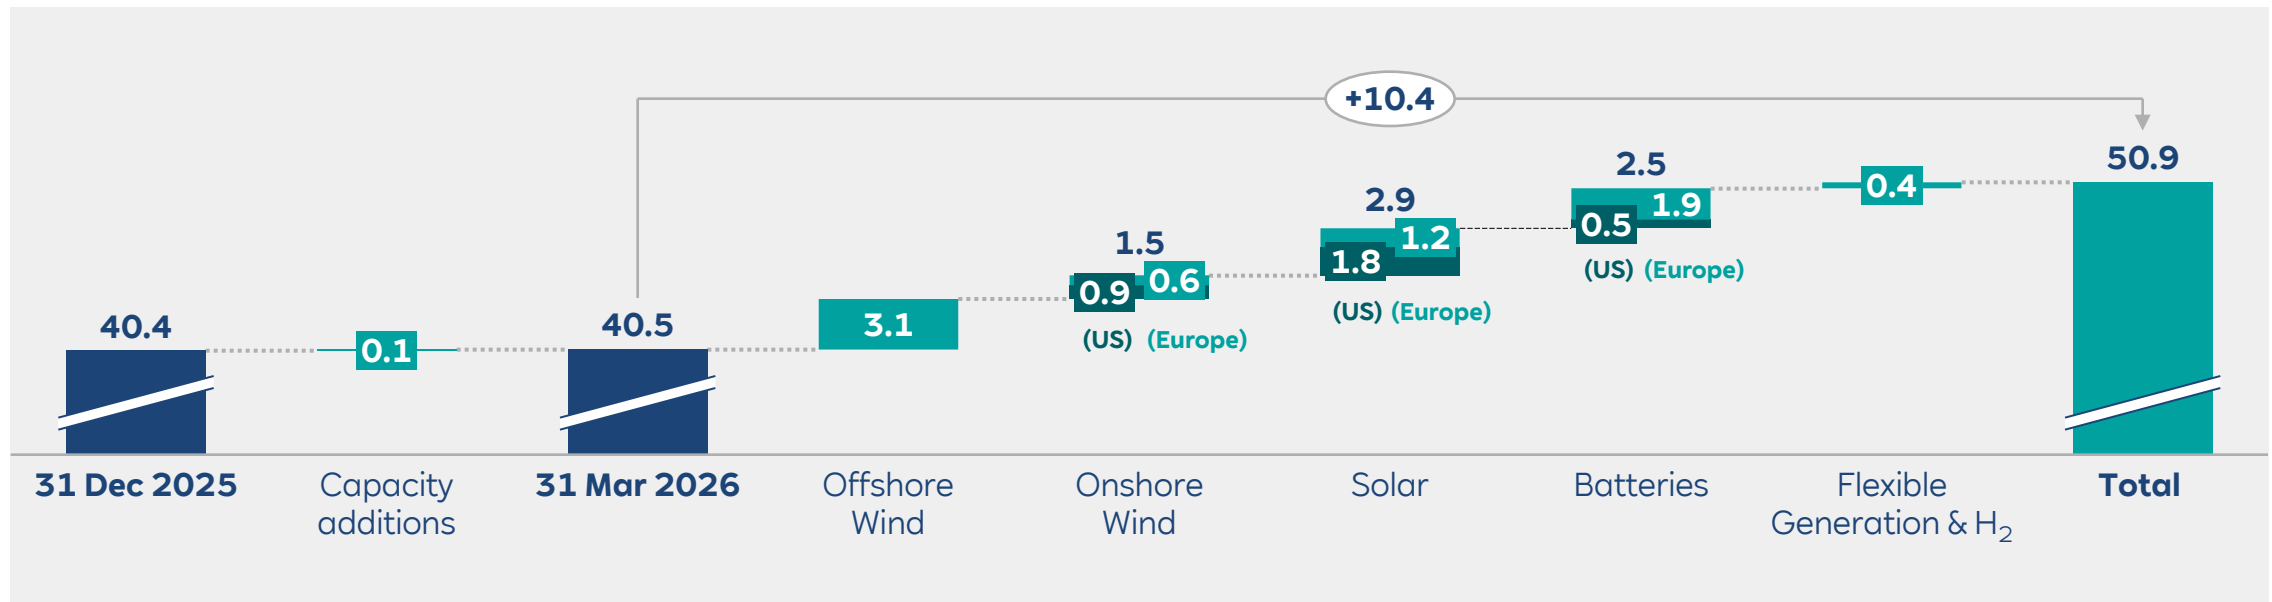 +10.4
40.4
0.1
40.5
3.1
1.5
0.9 0.6
(US) (Europe)
2.9
1.8 1.2
(US) (Europe)
2.5
0.5 1.9
(US) (Europe)
0.4
50.9
31 Dec 2025
Capacity
additions
31 Mar 2026
Offshore
Wind
Onshore
Wind
Solar
Batteries
Flexible
Generation & H₂
Total